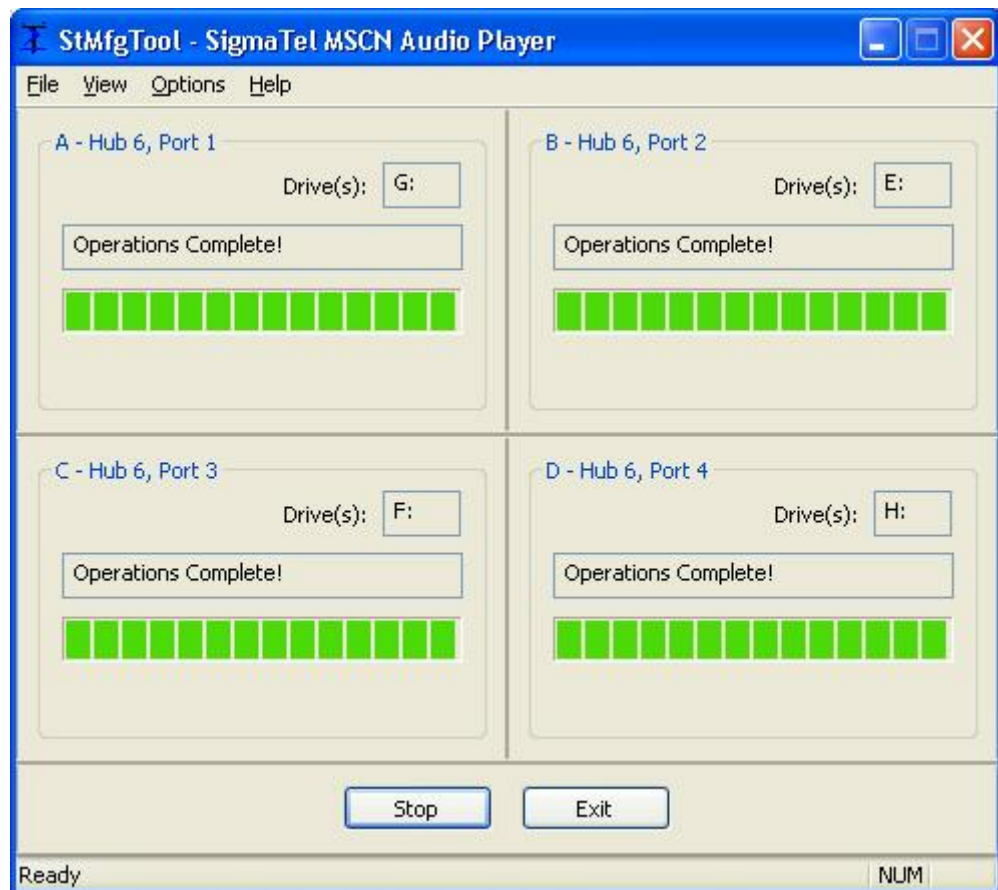 StMfgTool - SigmaTel MSCN Audio Player
File View Options Help
A - Hub 6, Port 1
Drive(s): G:
Operations Complete!
B - Hub 6, Port 2
Drive(s): E:
Operations Complete!
C - Hub 6, Port 3
Drive(s): F:
Operations Complete!
D - Hub 6, Port 4
Drive(s): H:
Operations Complete!
Stop Exit
Ready NUM